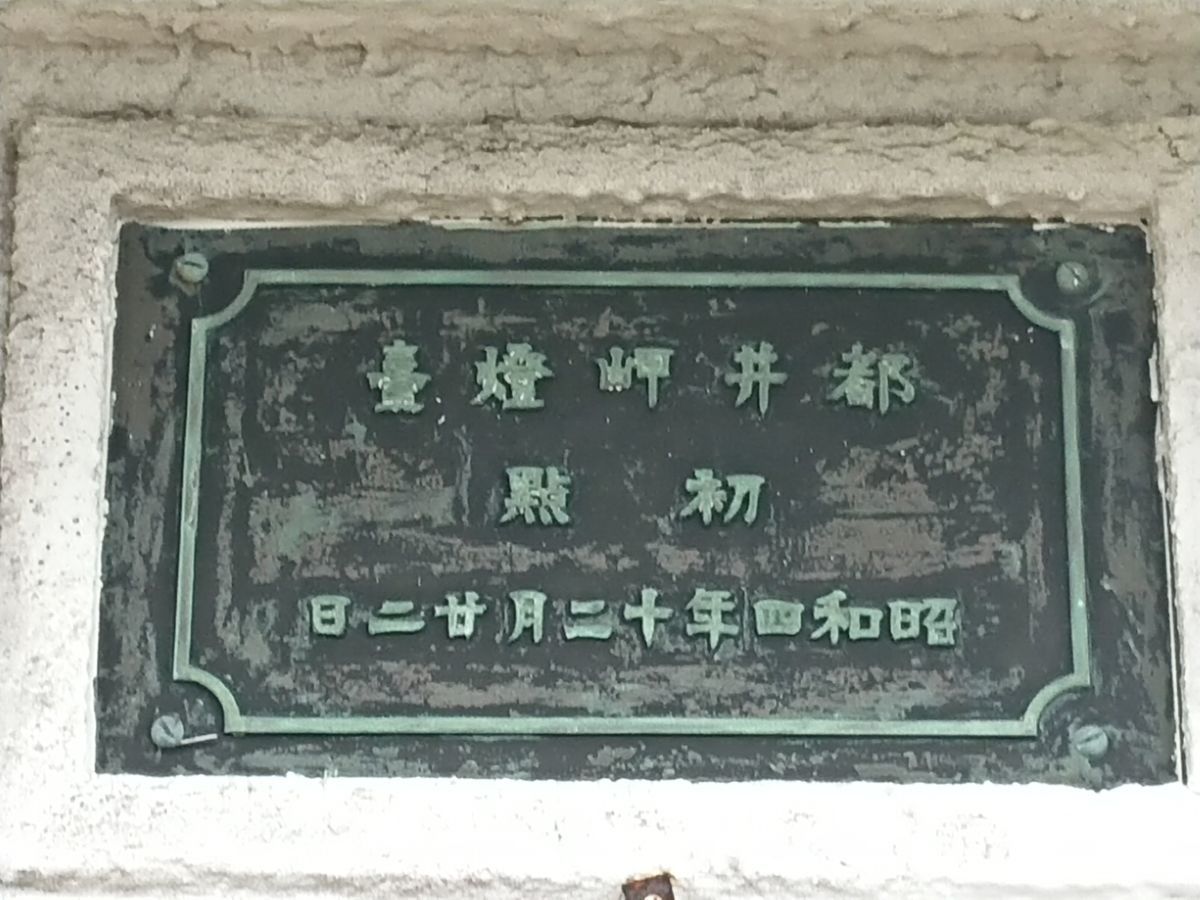 都井岬燈臺
初點
昭和四年十二月廿二日